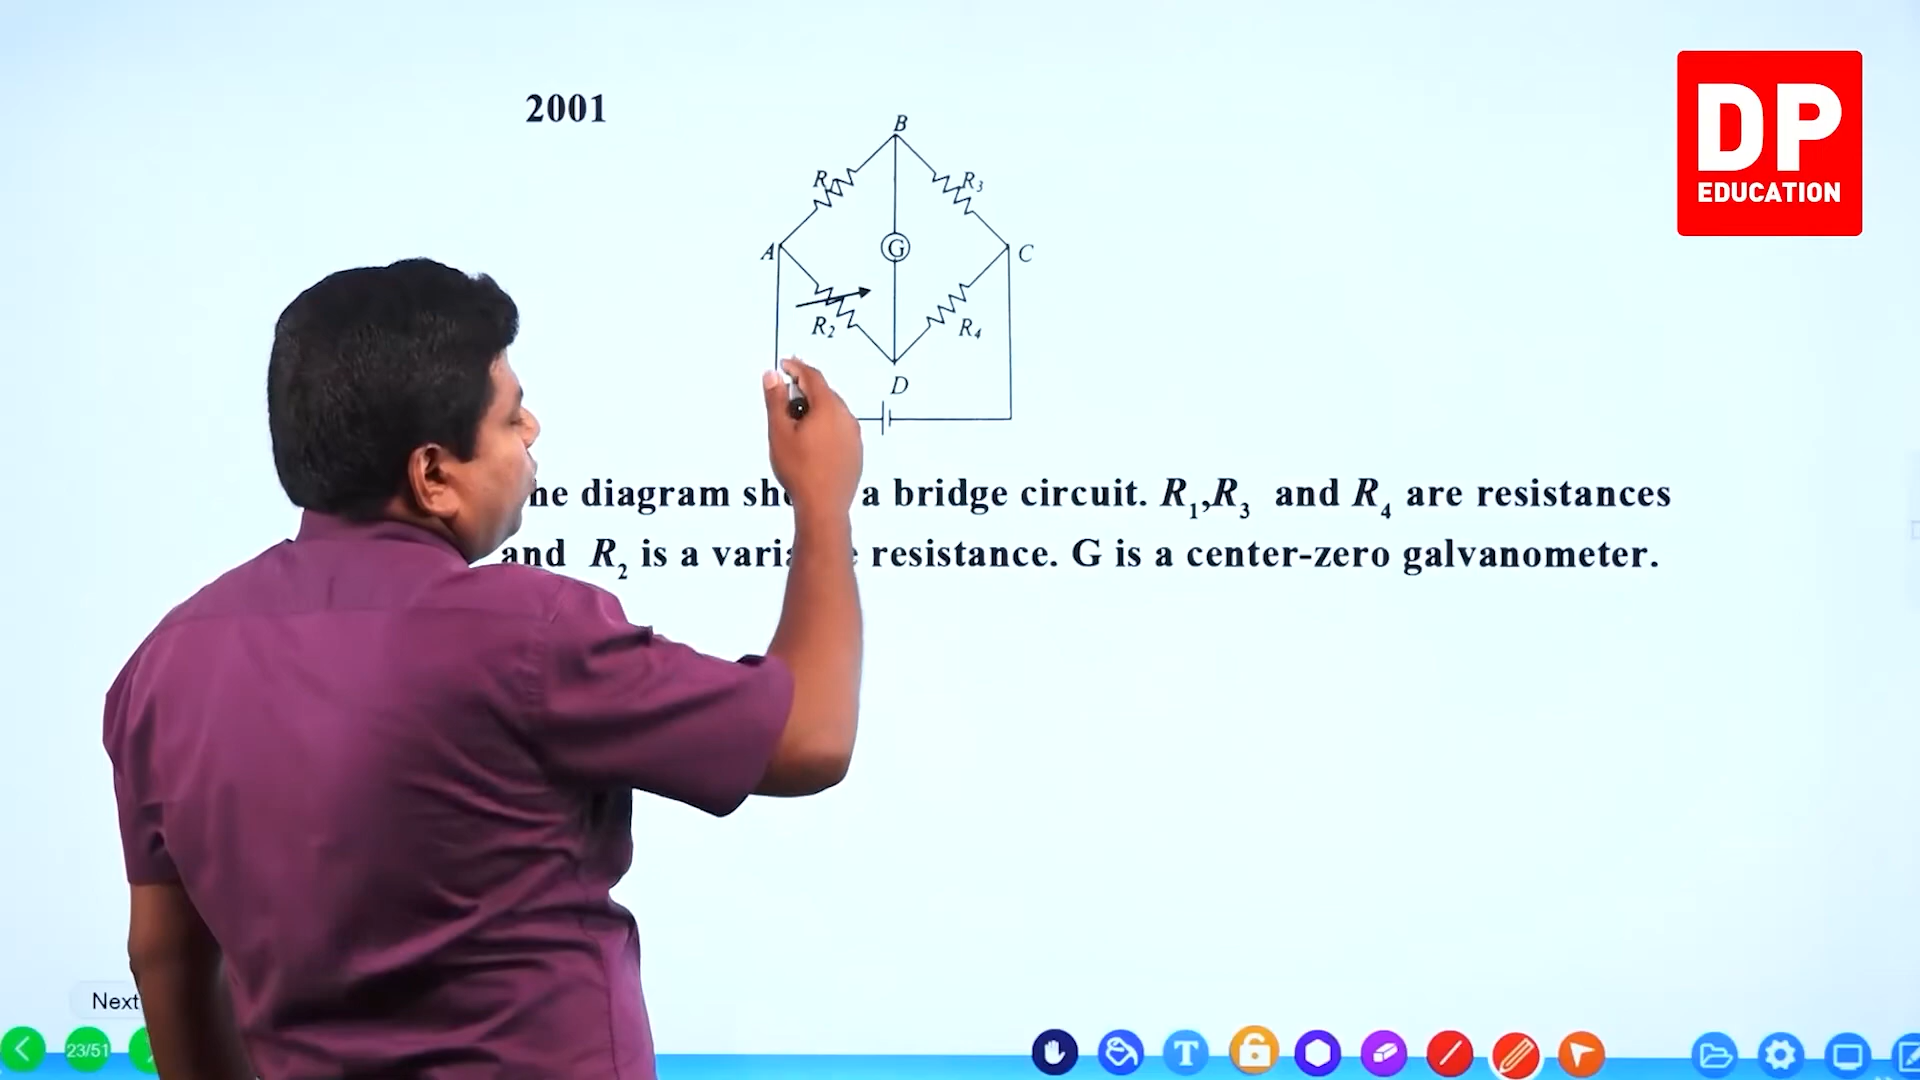 2001
DP
EDUCATION
B
R
R3
A
G
C
R2
R4
D
he diagram sh a bridge circuit. R1,R3 and R4 are resistances
and R2 is a varia resistance. G is a center-zero galvanometer.
Next
23/51
T